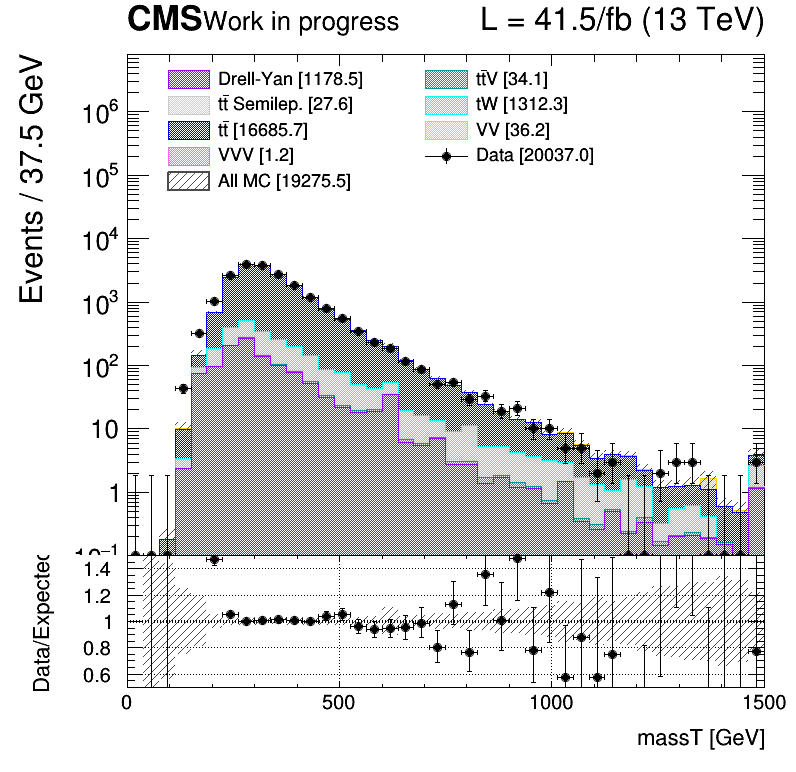 CMS Work in progress L = 41.5/fb (13 TeV)
Events / 37.5 GeV
Drell-Yan [1178.5]
tt̄ Semilep. [27.6]
tt̄ [16685.7]
VVV [1.2]
All MC [19275.5]
tt̄V [34.1]
tW [1312.3]
VV [36.2]
Data [20037.0]
10⁶
10⁵
10⁴
10³
10²
10
1
10⁻¹
Data/Expected
1.4
1.2
1
0.8
0.6
0 500 1000 1500
massT [GeV]